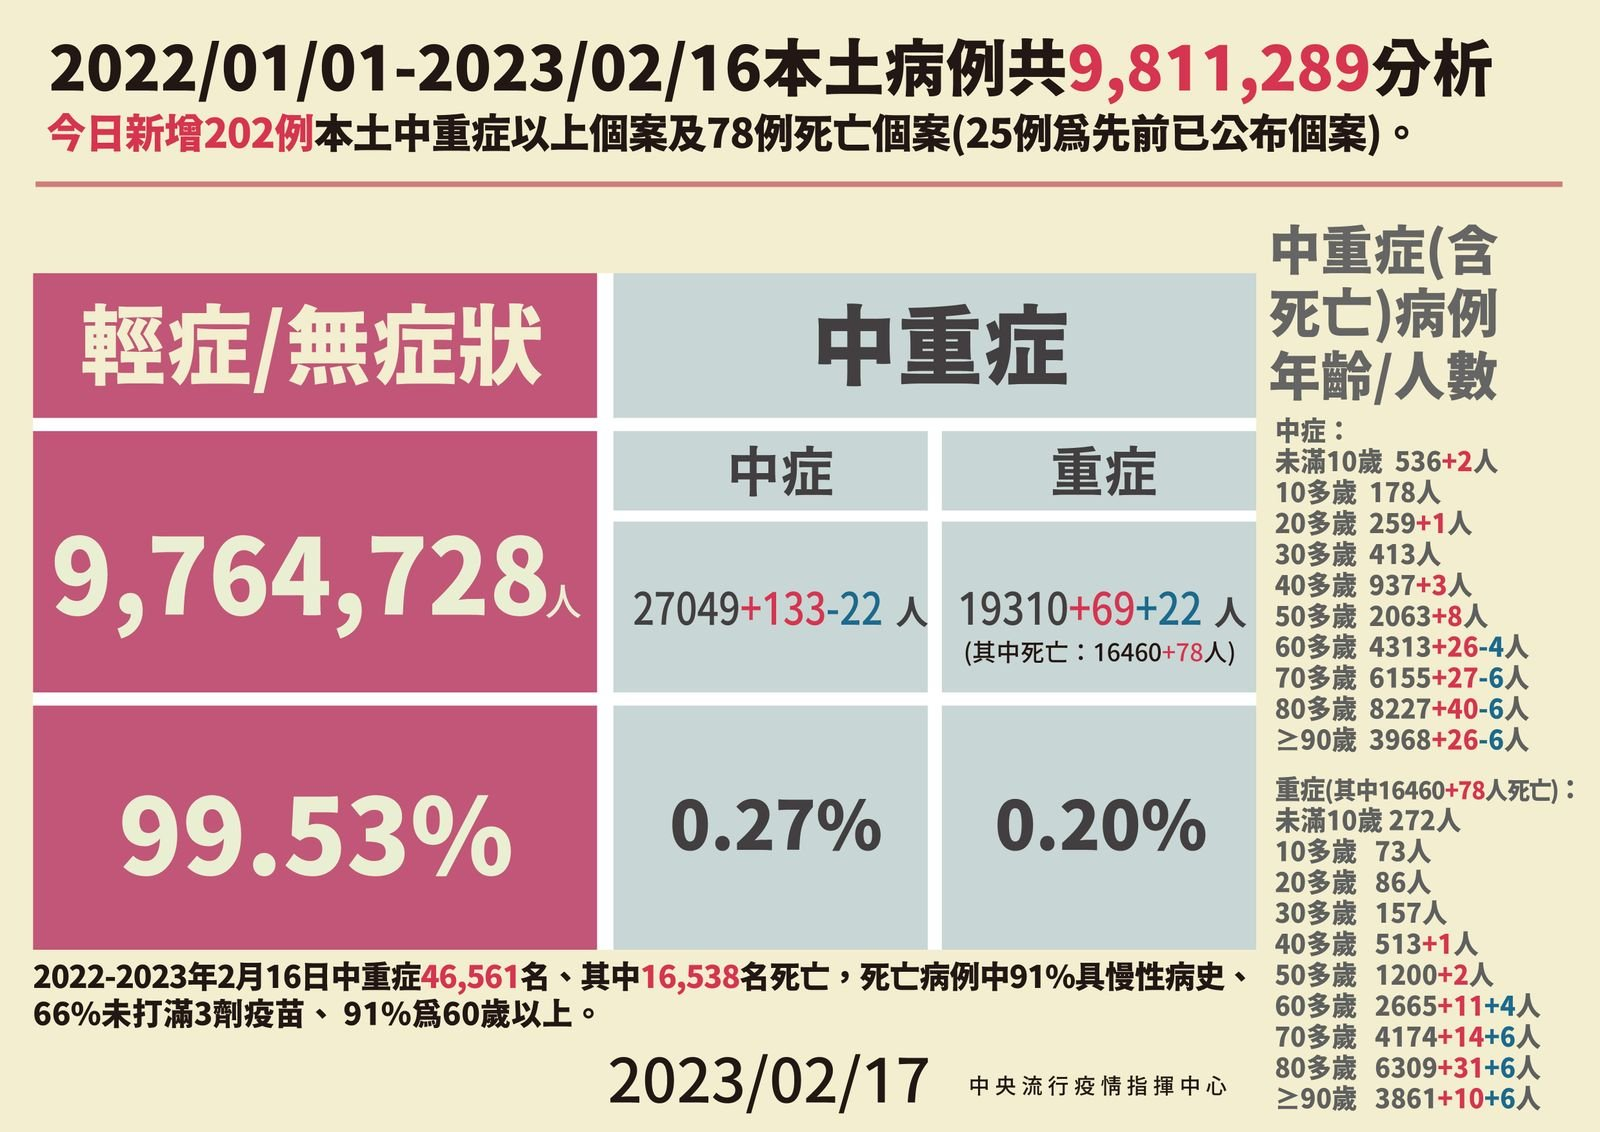 2022/01/01-2023/02/16本土病例共9,811,289分析
今日新增202例本土中重症以上個案及78例死亡個案(25例爲先前已公布個案)。
輕症/無症狀
中重症
中症
重症
9,764,728人
27049+133-22 人
19310+69+22 人
(其中死亡：16460+78人)
99.53%
0.27%
0.20%
中重症(含
死亡)病例
年齡/人數
中症：
未滿10歲 536+2人
10多歲 178人
20多歲 259+1人
30多歲 413人
40多歲 937+3人
50多歲 2063+8人
60多歲 4313+26-4人
70多歲 6155+27-6人
80多歲 8227+40-6人
≥90歲 3968+26-6人
重症(其中16460+78人死亡)：
未滿10歲 272人
10多歲 73人
20多歲 86人
30多歲 157人
40多歲 513+1人
50多歲 1200+2人
60多歲 2665+11+4人
70多歲 4174+14+6人
80多歲 6309+31+6人
≥90歲 3861+10+6人
2022-2023年2月16日中重症46,561名、其中16,538名死亡，死亡病例中91%具慢性病史、
66%未打滿3劑疫苗、 91%爲60歲以上。
2023/02/17 中央流行疫情指揮中心